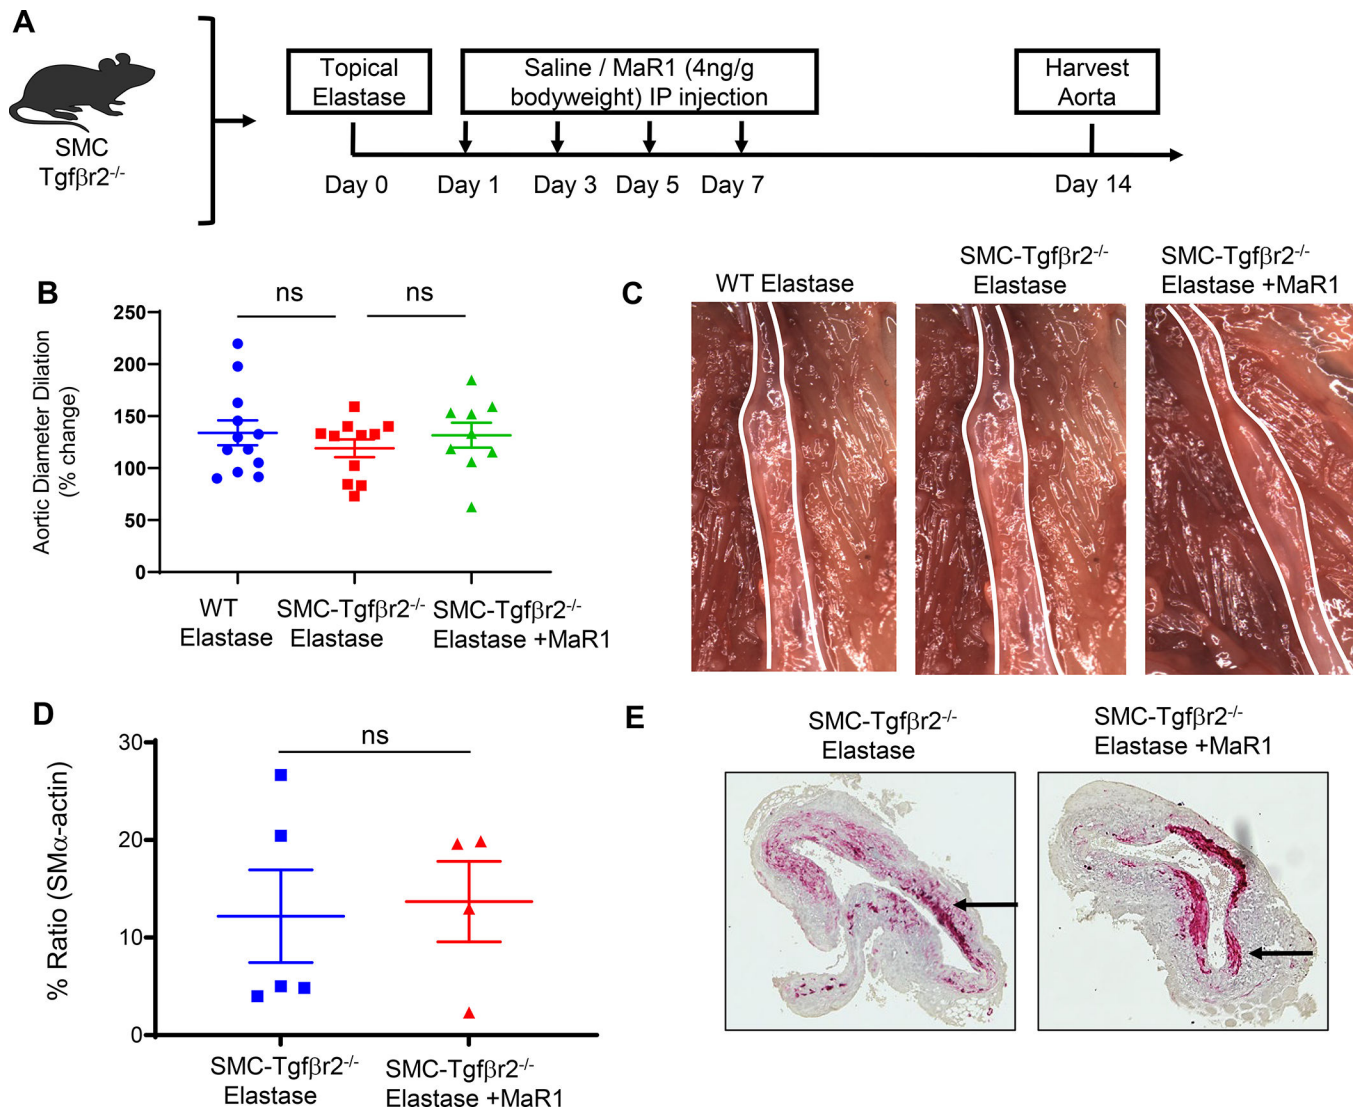 A
SMC
Tgfβr2-/-
Topical
Elastase
Saline / MaR1 (4ng/g
bodyweight) IP injection
Harvest
Aorta
Day 0
Day 1
Day 3
Day 5
Day 7
Day 14
B
Aortic Diameter Dilation
(% change)
250
200
150
100
50
0
ns
ns
WT
Elastase
SMC-Tgfβr2-/-
Elastase
SMC-Tgfβr2-/-
Elastase +MaR1
C
WT Elastase
SMC-Tgfβr2-/-
Elastase
SMC-Tgfβr2-/-
Elastase +MaR1
D
% Ratio (SMα-actin)
30
20
10
0
ns
SMC-Tgfβr2-/-
Elastase
SMC-Tgfβr2-/-
Elastase +MaR1
E
SMC-Tgfβr2-/-
Elastase
SMC-Tgfβr2-/-
Elastase +MaR1